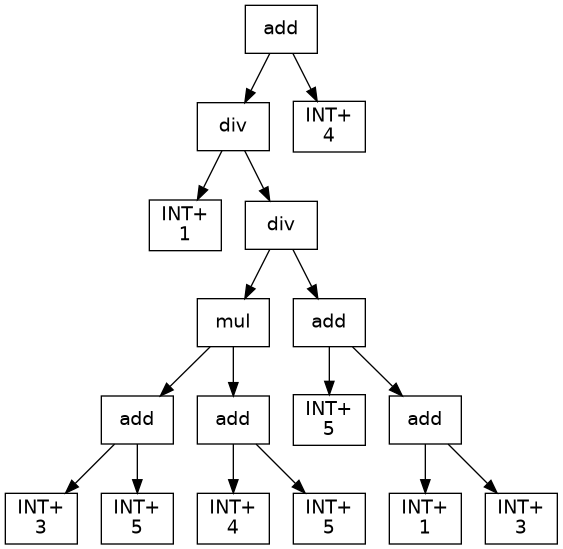 add
div
INT+
4
INT+
1
div
mul
add
add
add
INT+
5
add
INT+
3
INT+
5
INT+
4
INT+
5
INT+
1
INT+
3